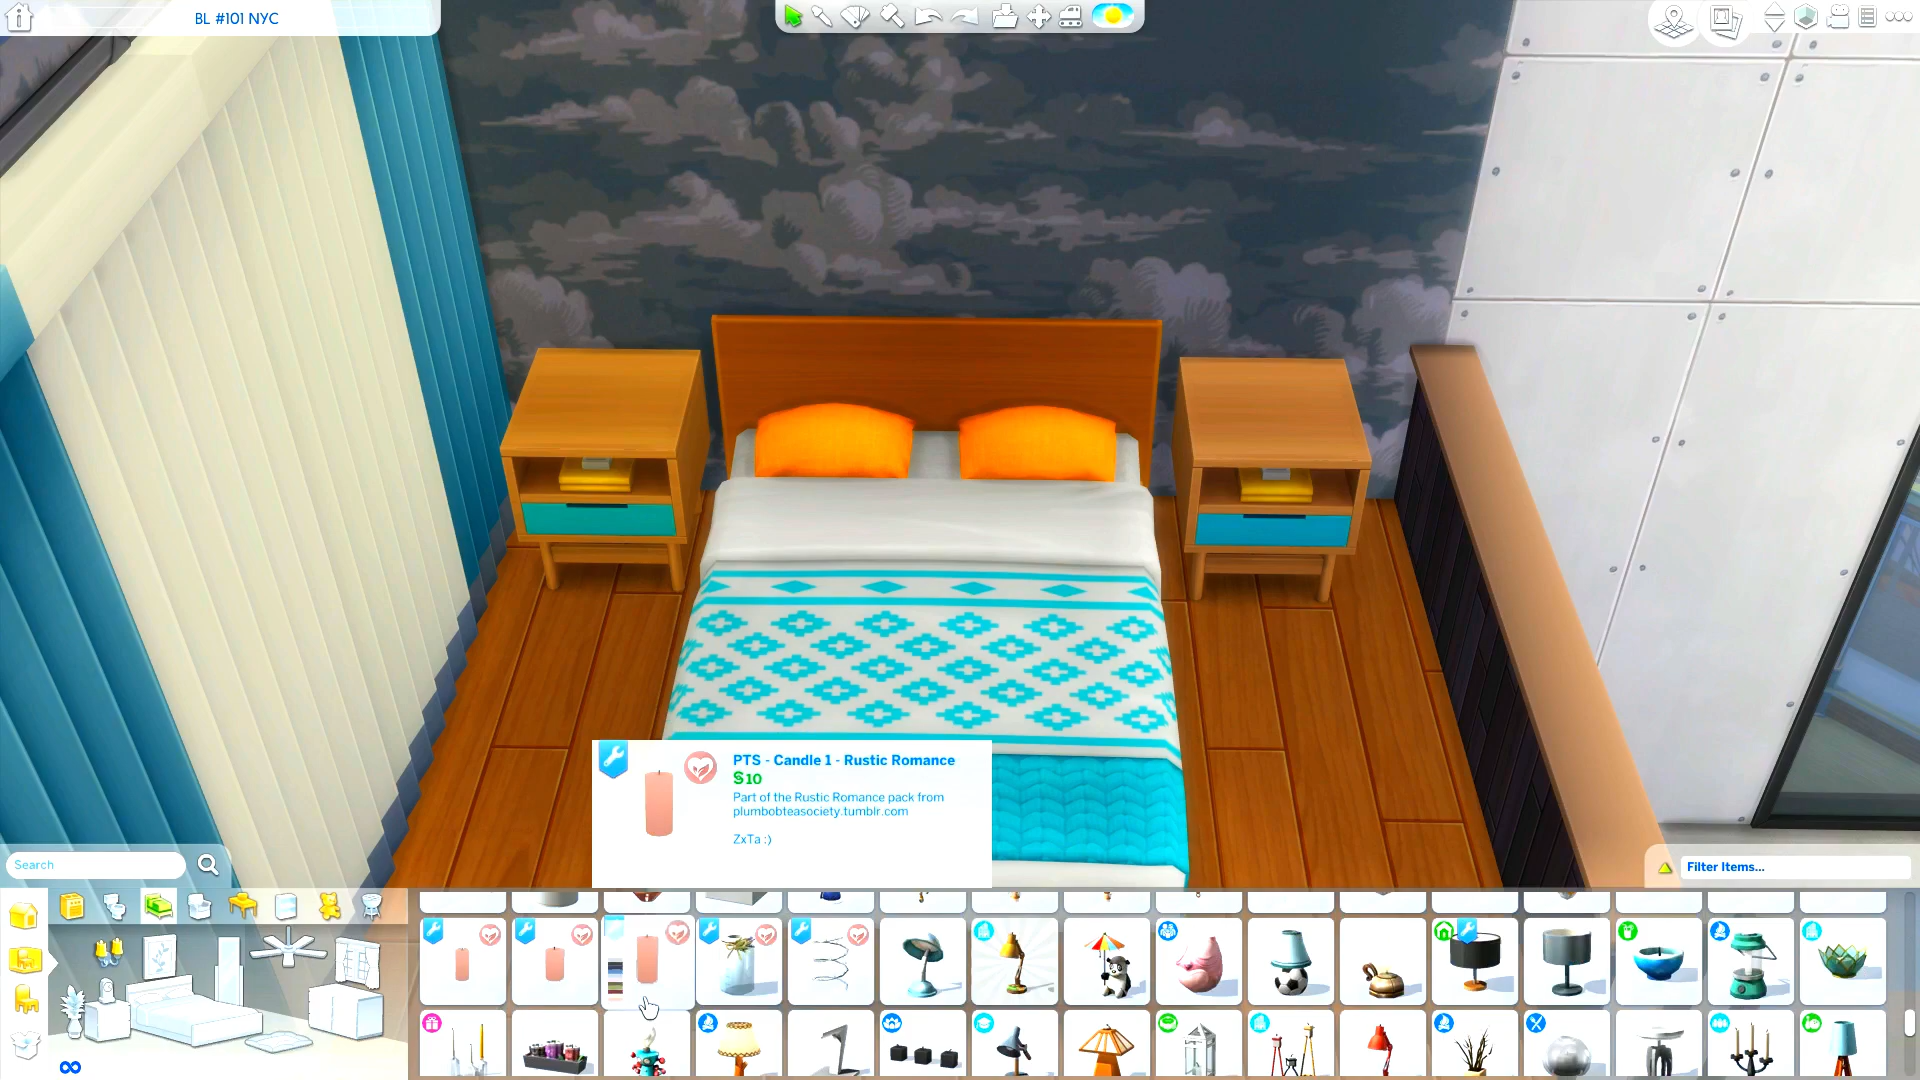 BL #101 NYC
PTS - Candle 1 - Rustic Romance
§10
Part of the Rustic Romance pack from
plumbobteasociety.tumblr.com
ZxTa :)
Search
Filter Items...